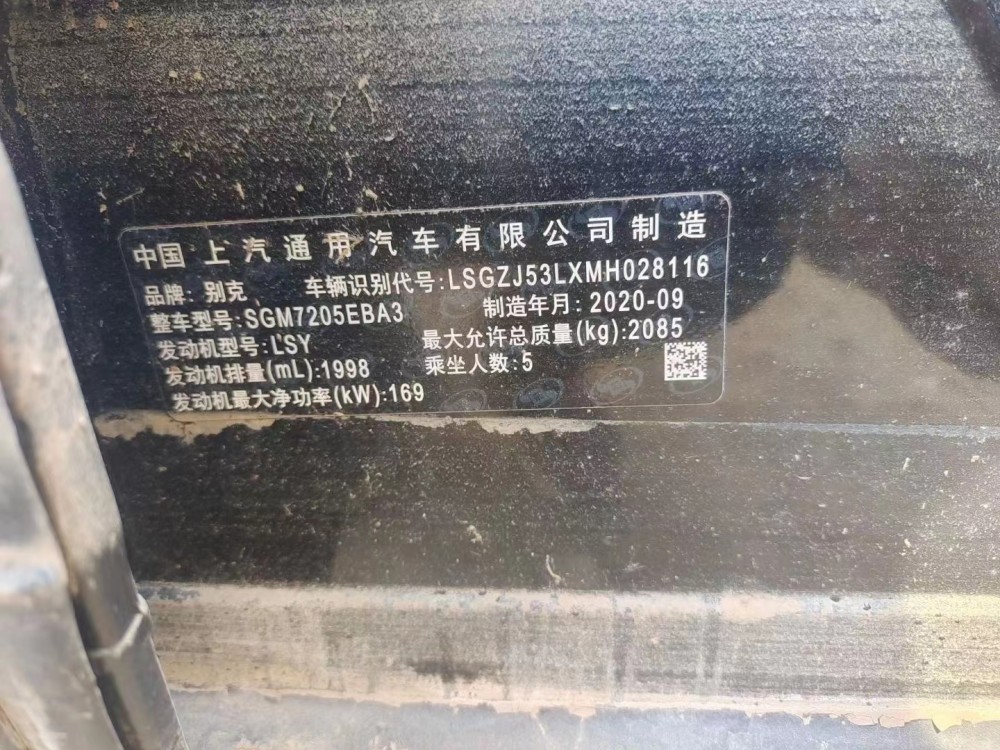 中国上汽通用汽车有限公司制造
品牌: 别克 车辆识别代号:LSGZJ53LXMH028116
整车型号:SGM7205EBA3 制造年月:2020-09
发动机型号:LSY 最大允许总质量(kg):2085
发动机排量(mL):1998 乘坐人数:5
发动机最大净功率(kW):169